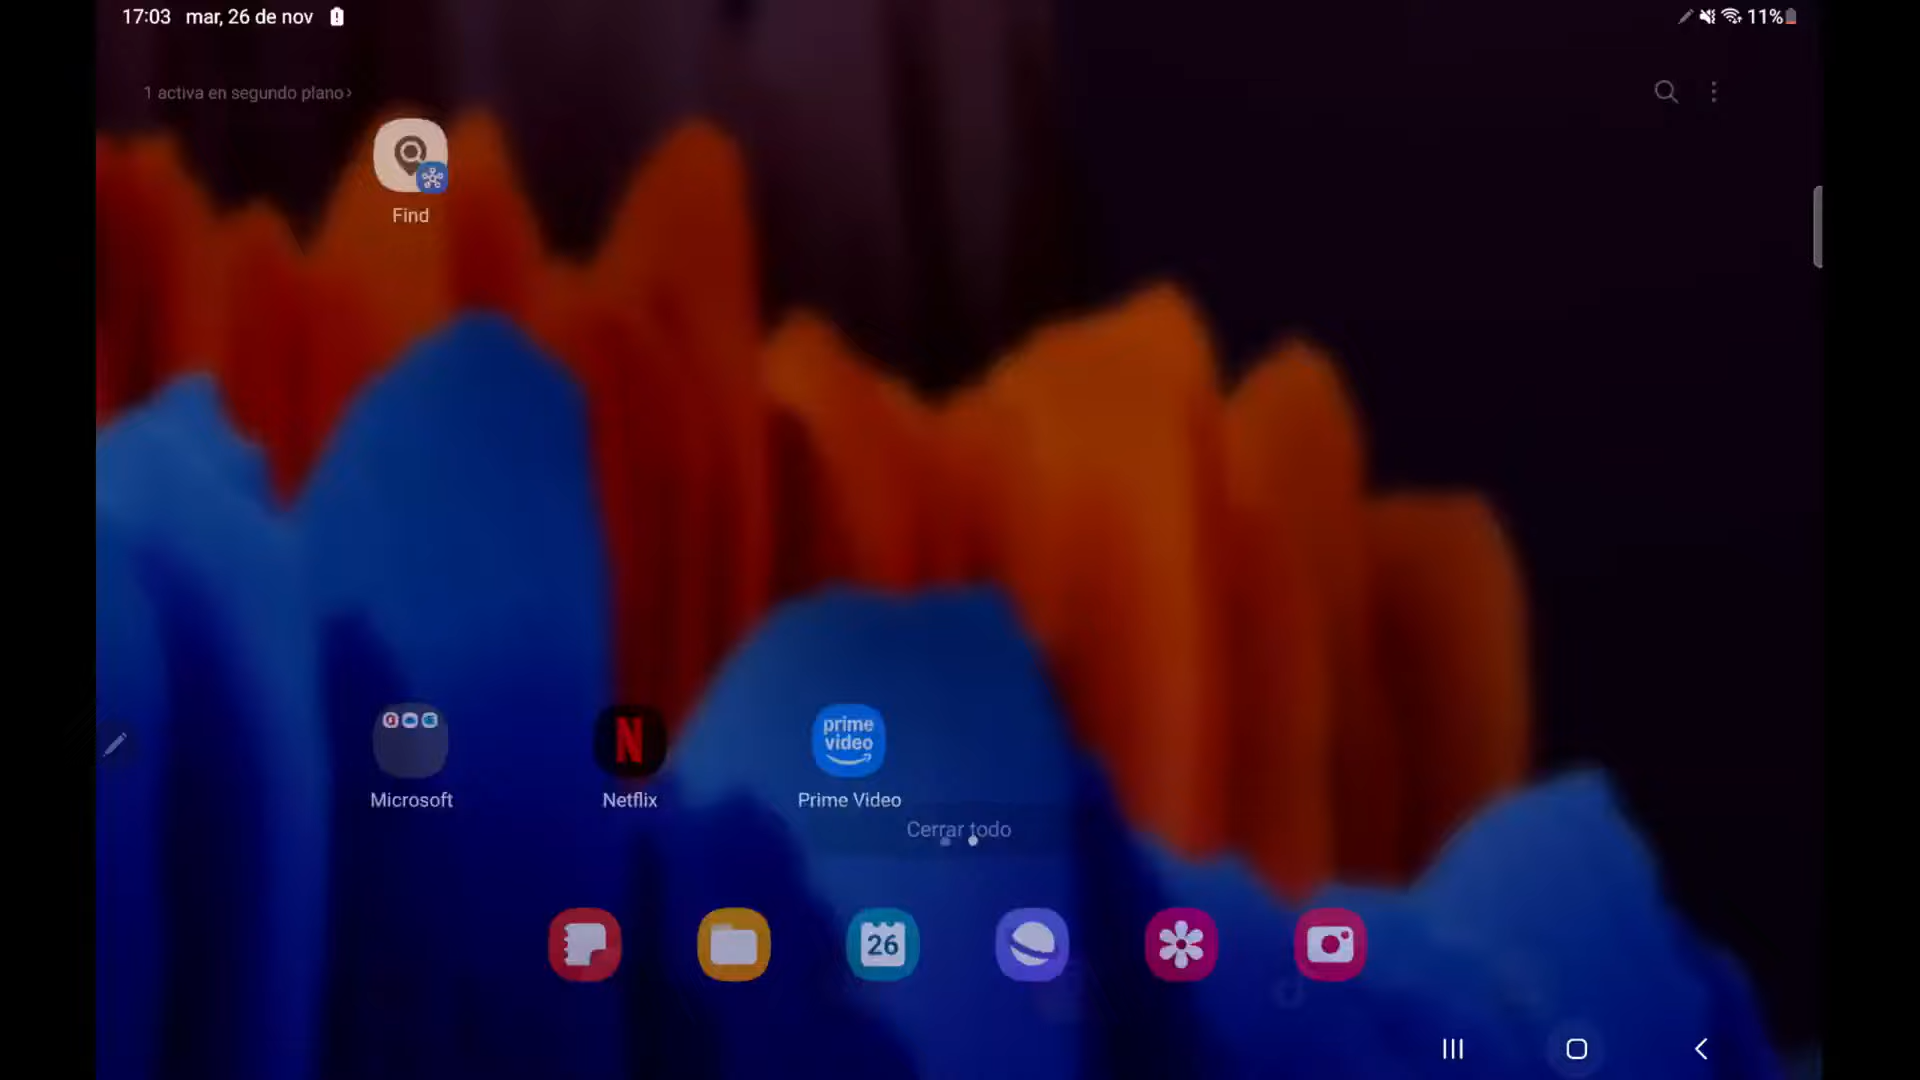 17:03 mar, 26 de nov
11%
1 activa en segundo plano
Find
prime
video
N
Microsoft
Netflix
Prime Video
Cerrar todo
26